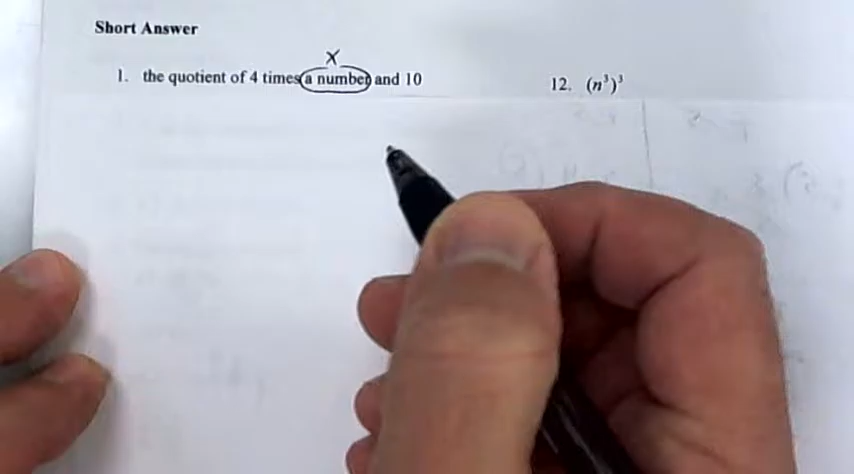 Short Answer
x
1. the quotient of 4 times a number and 10
12. (n³)³